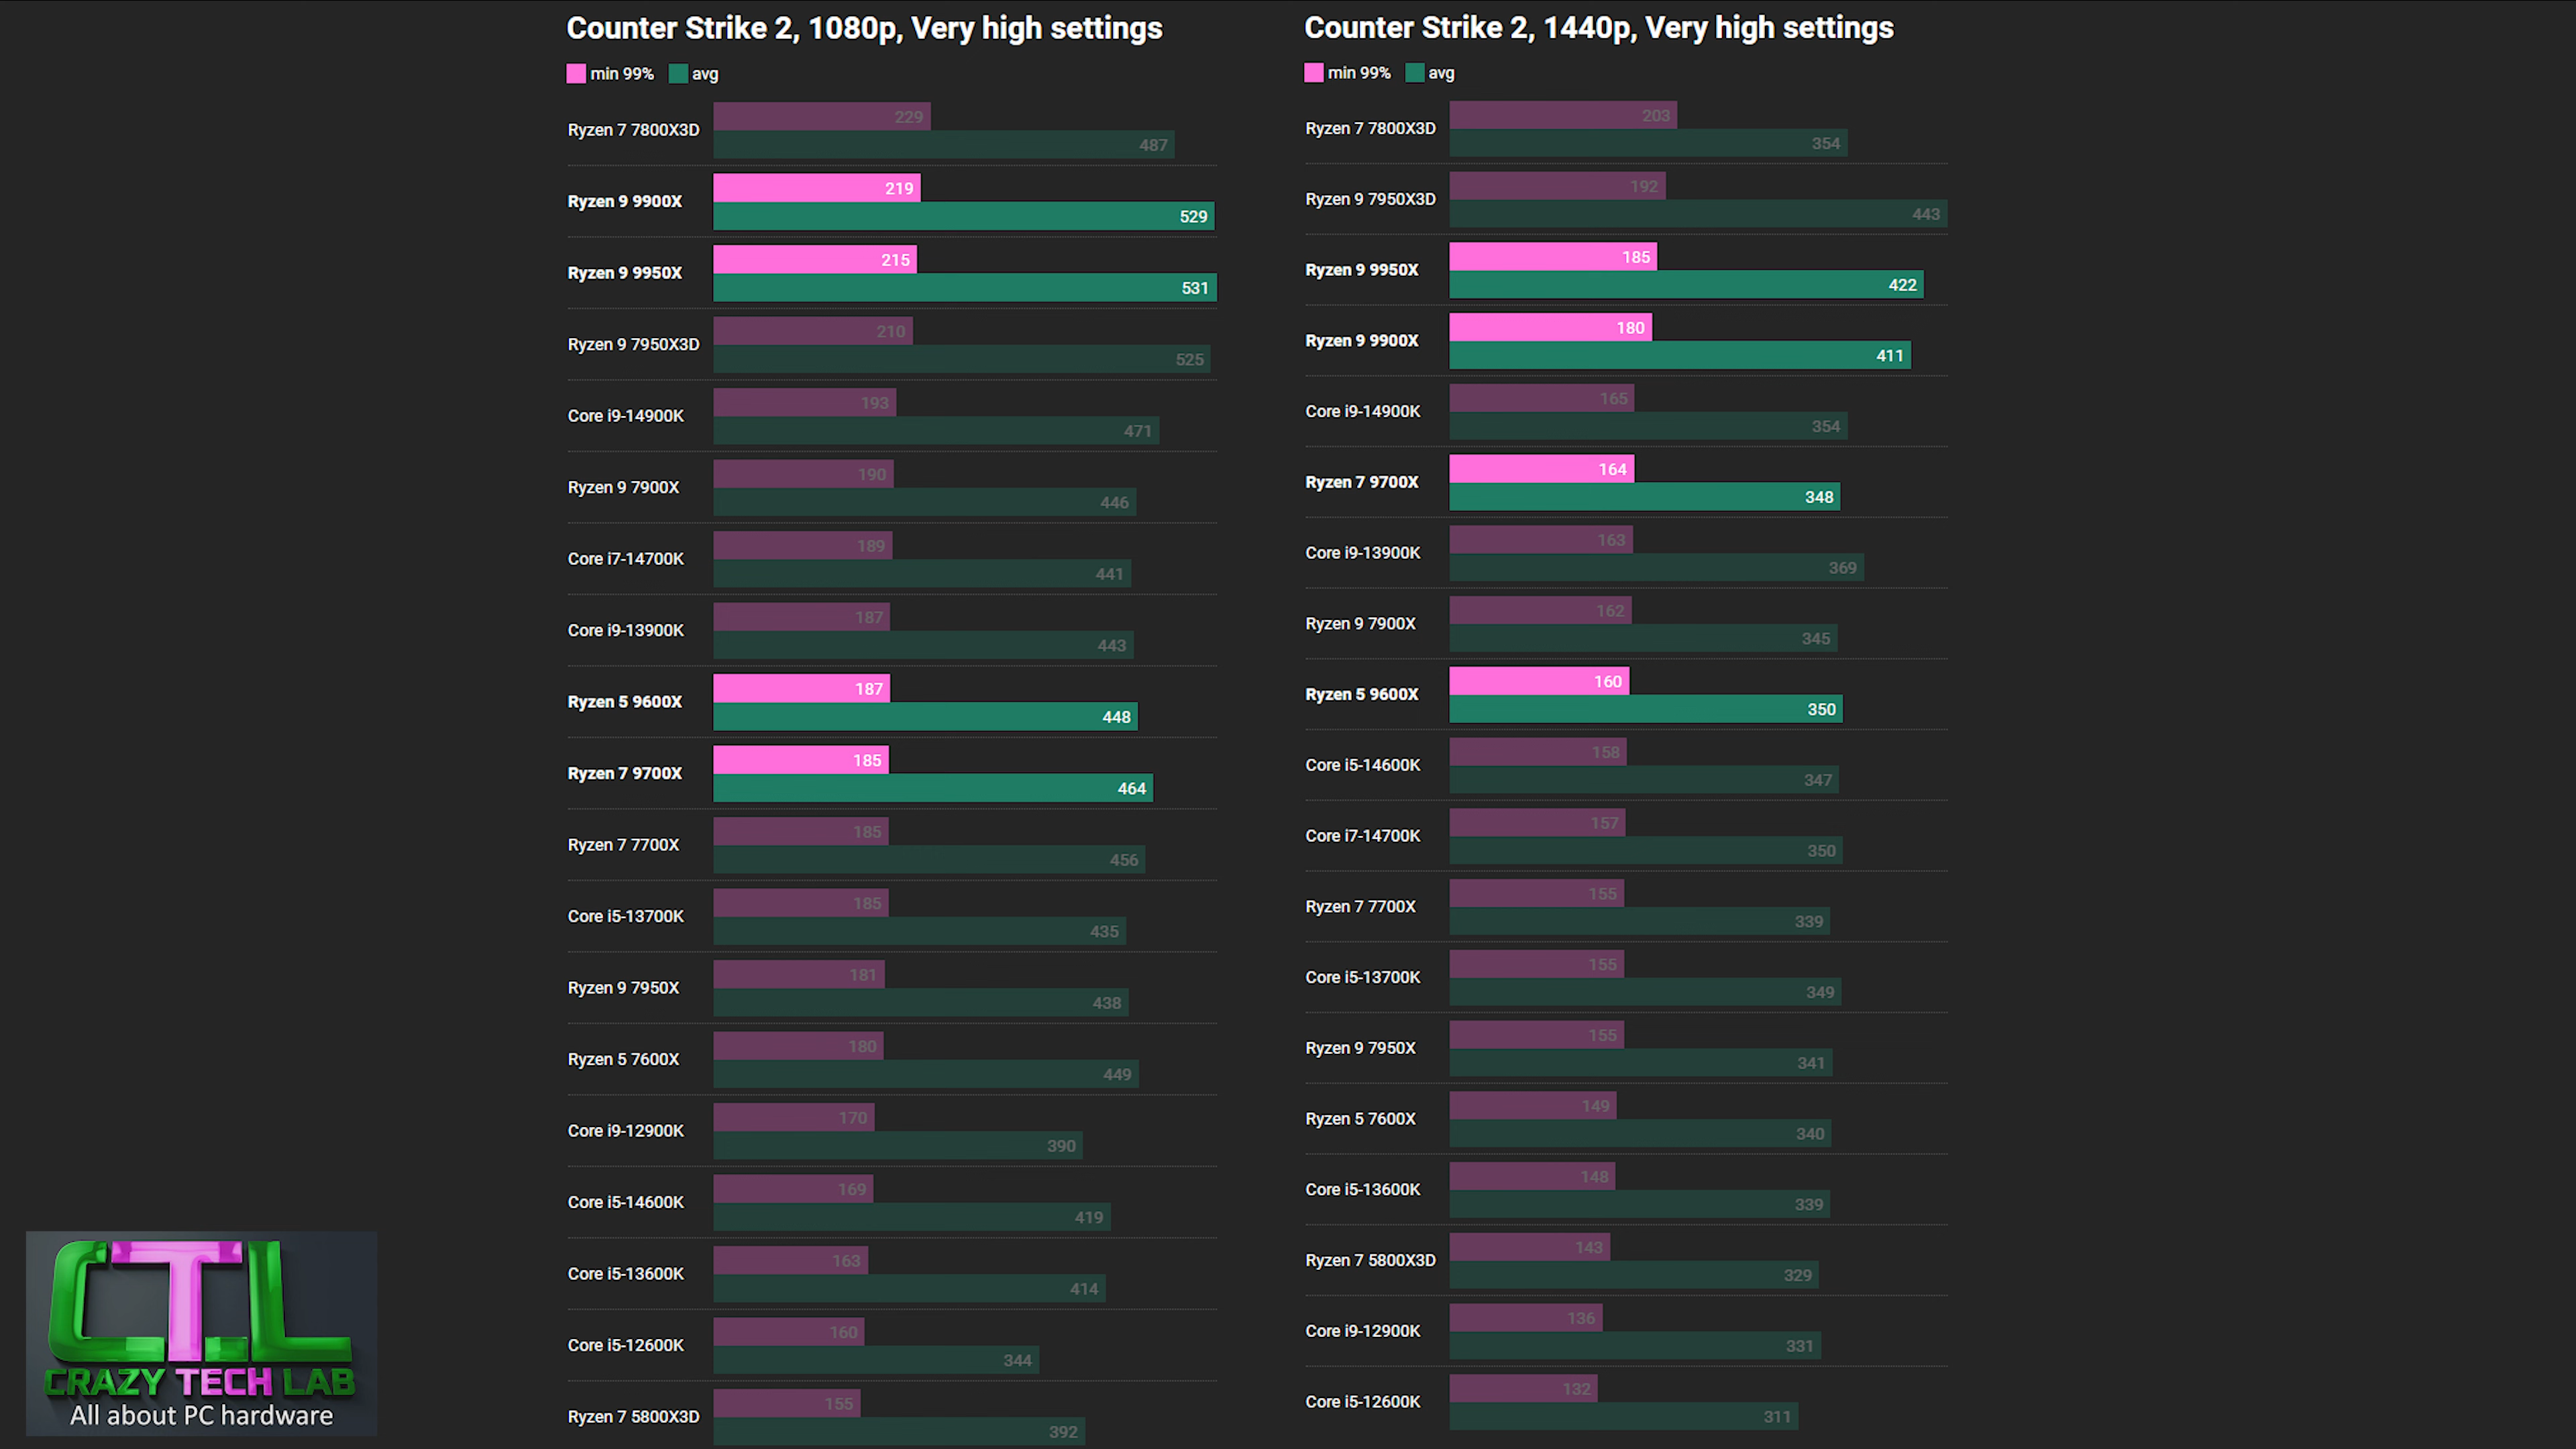 Counter Strike 2, 1080p, Very high settings
min 99% avg
Ryzen 7 7800X3D 229 487
Ryzen 9 9900X 219 529
Ryzen 9 9950X 215 531
Ryzen 9 7950X3D 210 525
Core i9-14900K 193 471
Ryzen 9 7900X 190 446
Core i7-14700K 189 441
Core i9-13900K 187 443
Ryzen 5 9600X 187 448
Ryzen 7 9700X 185 464
Ryzen 7 7700X 185 456
Core i5-13700K 185 435
Ryzen 9 7950X 181 438
Ryzen 5 7600X 180 449
Core i9-12900K 170 390
Core i5-14600K 169 419
Core i5-13600K 163 414
Core i5-12600K 160 344
Ryzen 7 5800X3D 155 392
Counter Strike 2, 1440p, Very high settings
min 99% avg
Ryzen 7 7800X3D 203 354
Ryzen 9 7950X3D 192 443
Ryzen 9 9950X 185 422
Ryzen 9 9900X 180 411
Core i9-14900K 165 354
Ryzen 7 9700X 164 348
Core i9-13900K 163 369
Ryzen 9 7900X 162 345
Ryzen 5 9600X 160 350
Core i5-14600K 158 347
Core i7-14700K 157 350
Ryzen 7 7700X 155 339
Core i5-13700K 155 349
Ryzen 9 7950X 155 341
Ryzen 5 7600X 149 340
Core i5-13600K 148 339
Ryzen 7 5800X3D 143 329
Core i9-12900K 136 331
Core i5-12600K 132 311
CTL
CRAZY TECH LAB
All about PC hardware